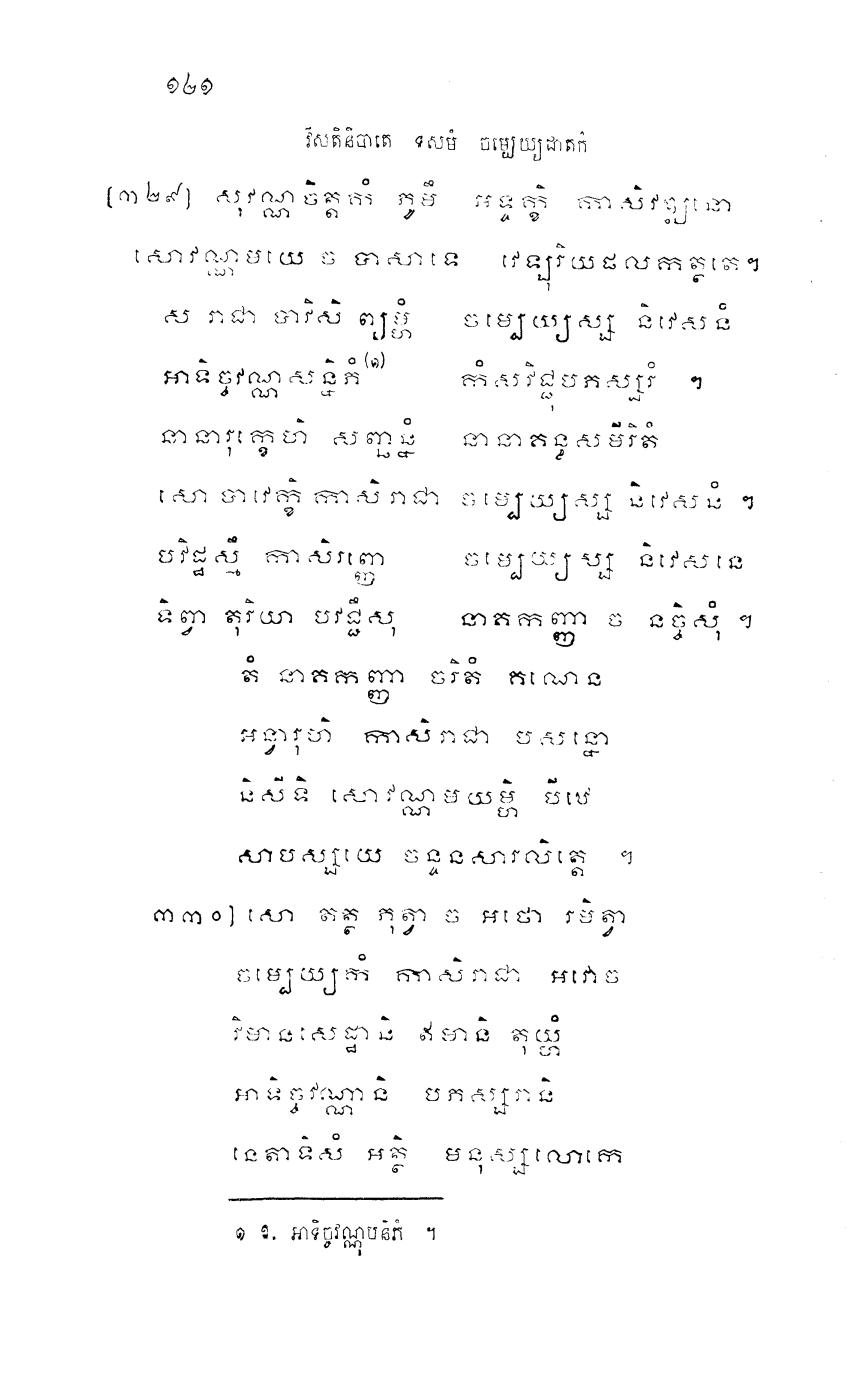 ១៤១
វីសតិនិបាតេ ទសមំ ចម្បេយ្យជាតកំ
[៣២៩] សុវណ្ណចិត្តកំ ភូមឹ អទ្ទក្ខិ កាសិវឌ្ឍនោ
សោវណ្ណមយេ ច បាសាទេ វេឡុរិយផលកត្ថតេ។
ស រាជា បាវិសិ ព្យម្ហំ ចម្បេយ្យស្ស និវេសនំ
អាទិច្ចវណ្ណសន្និភំ(១) កំសវិជ្ជុបភស្សរំ ។
នានារុក្ខេហិ សញ្ឆន្នំ នានាគន្ធសមីរិតំ
សោ បាវេក្ខិ កាសិរាជា ចម្បេយ្យស្ស និវេសនំ ។
បវិដ្ឋស្មឹ កាសិរញ្ញេ ចម្បេយ្យស្ស និវេសនេ
ទិព្វា តុរិយា បវជ្ជឹសុ នាគកញ្ញា ច នច្ចិសុំ ។
តំ នាគកញ្ញា ចរិតំ គណេន
អន្វារុហិ កាសិរាជា បសន្នោ
និសីទិ សោវណ្ណមយម្ហិ បីឋេ
សាបស្សយេ ចន្ទនសារលិត្តេ ។
៣៣០] សោ តត្ថ ភុត្វា ច អថោ រមិត្វា
ចម្បេយ្យកំ កាសិរាជា អវោច
វិមានសេដ្ឋានិ ឥមានិ តុយ្ហំ
អាទិច្ចវណ្ណានិ បភស្សរានិ
នេតាទិសំ អត្ថិ មនុស្សលោកេ
១ ឱ. អាទិច្ចវណ្ណុបនិភំ ។